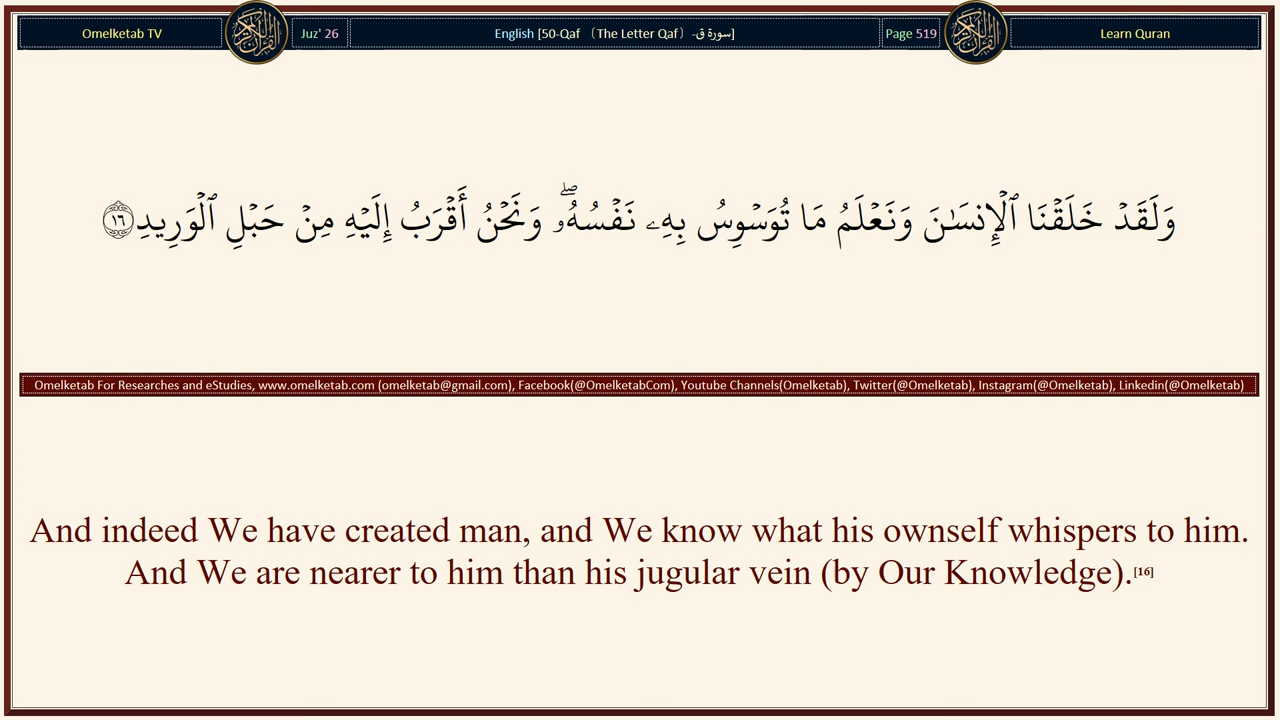 Omelketab TV
Juz' 26
English [50-Qaf （The Letter Qaf） -سورة ق]
Page 519
Learn Quran
وَلَقَدْ خَلَقْنَا ٱلْإِنسَٰنَ وَنَعْلَمُ مَا تُوَسْوِسُ بِهِۦ نَفْسُهُۥ ۖ وَنَحْنُ أَقْرَبُ إِلَيْهِ مِنْ حَبْلِ ٱلْوَرِيدِ ١٦
Omelketab For Researches and eStudies, www.omelketab.com (omelketab@gmail.com), Facebook(@OmelketabCom), Youtube Channels(Omelketab), Twitter(@Omelketab), Instagram(@Omelketab), Linkedin(@Omelketab)
And indeed We have created man, and We know what his ownself whispers to him.
And We are nearer to him than his jugular vein (by Our Knowledge).[16]